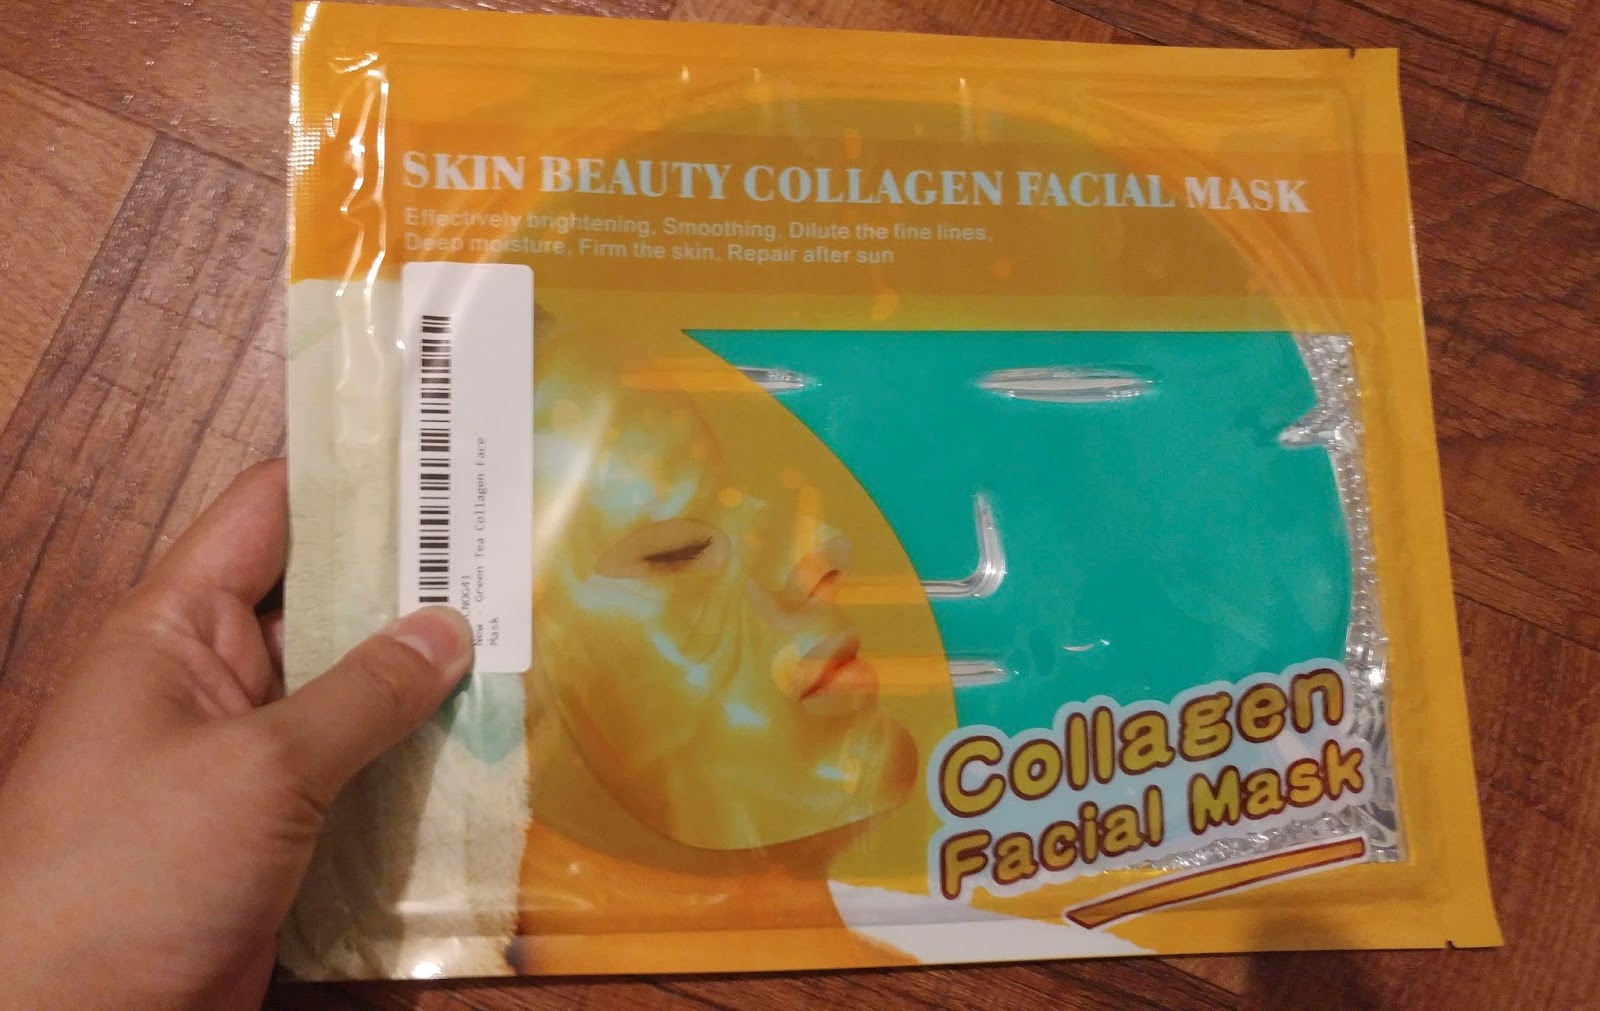 SKIN BEAUTY COLLAGEN FACIAL MASK
Effectively brightening, Smoothing, Dilute the fine lines,
Deep moisture, Firm the skin, Repair after sun
New - Green Tea Collagen Face
Mask
Collagen
Facial Mask